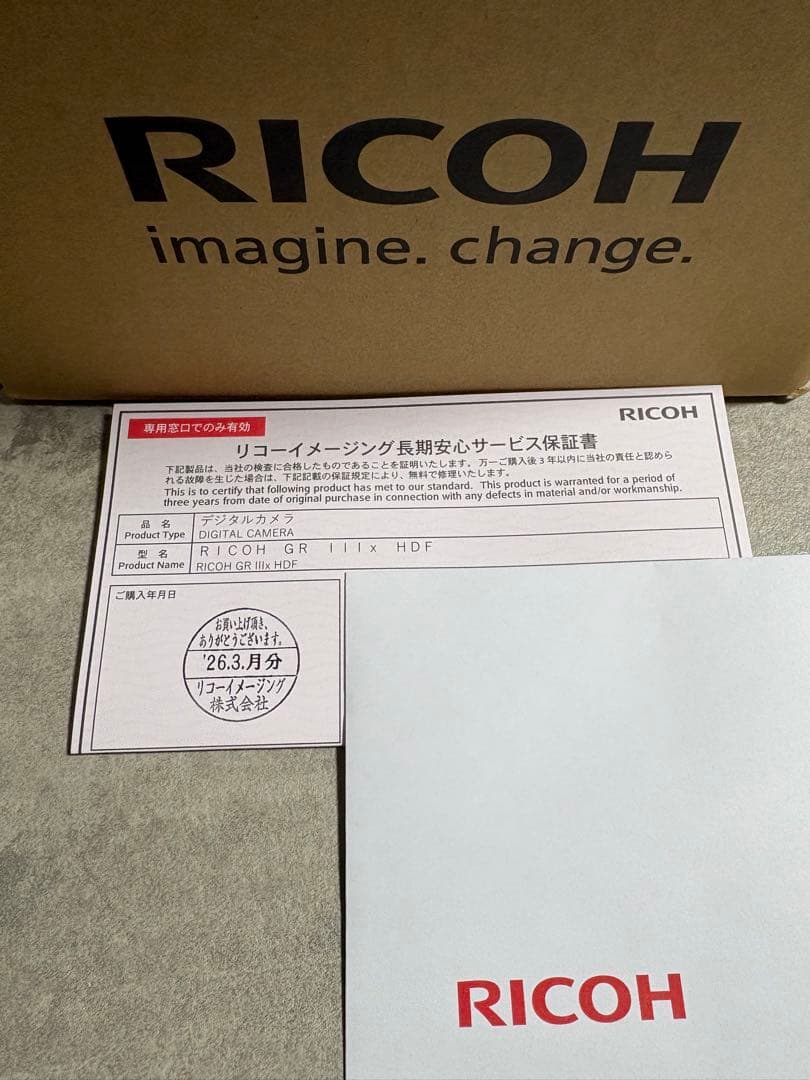 RICOH
imagine. change.
RICOH
専用窓口でのみ有効
リコーイメージング長期安心サービス保証書
下記製品は、当社の検査に合格したものであることを証明いたします。万一ご購入後3年以内に当社の責任と認めら
れる故障を生じた場合は、下記記載の保証規定により、無料で修理いたします。
This is to certify that following product has met to our standard. This product is warranted for a period of
three years from date of original purchase in connection with any defects in material and/or workmanship.
品 名 デジタルカメラ
Product Type DIGITAL CAMERA
型 名 RICOH GR IIIx HDF
Product Name RICOH GR IIIx HDF
ご購入年月日
お買い上げ頂き、
ありがとうございます。
'26.3.月分
リコーイメージング
株式会社
RICOH